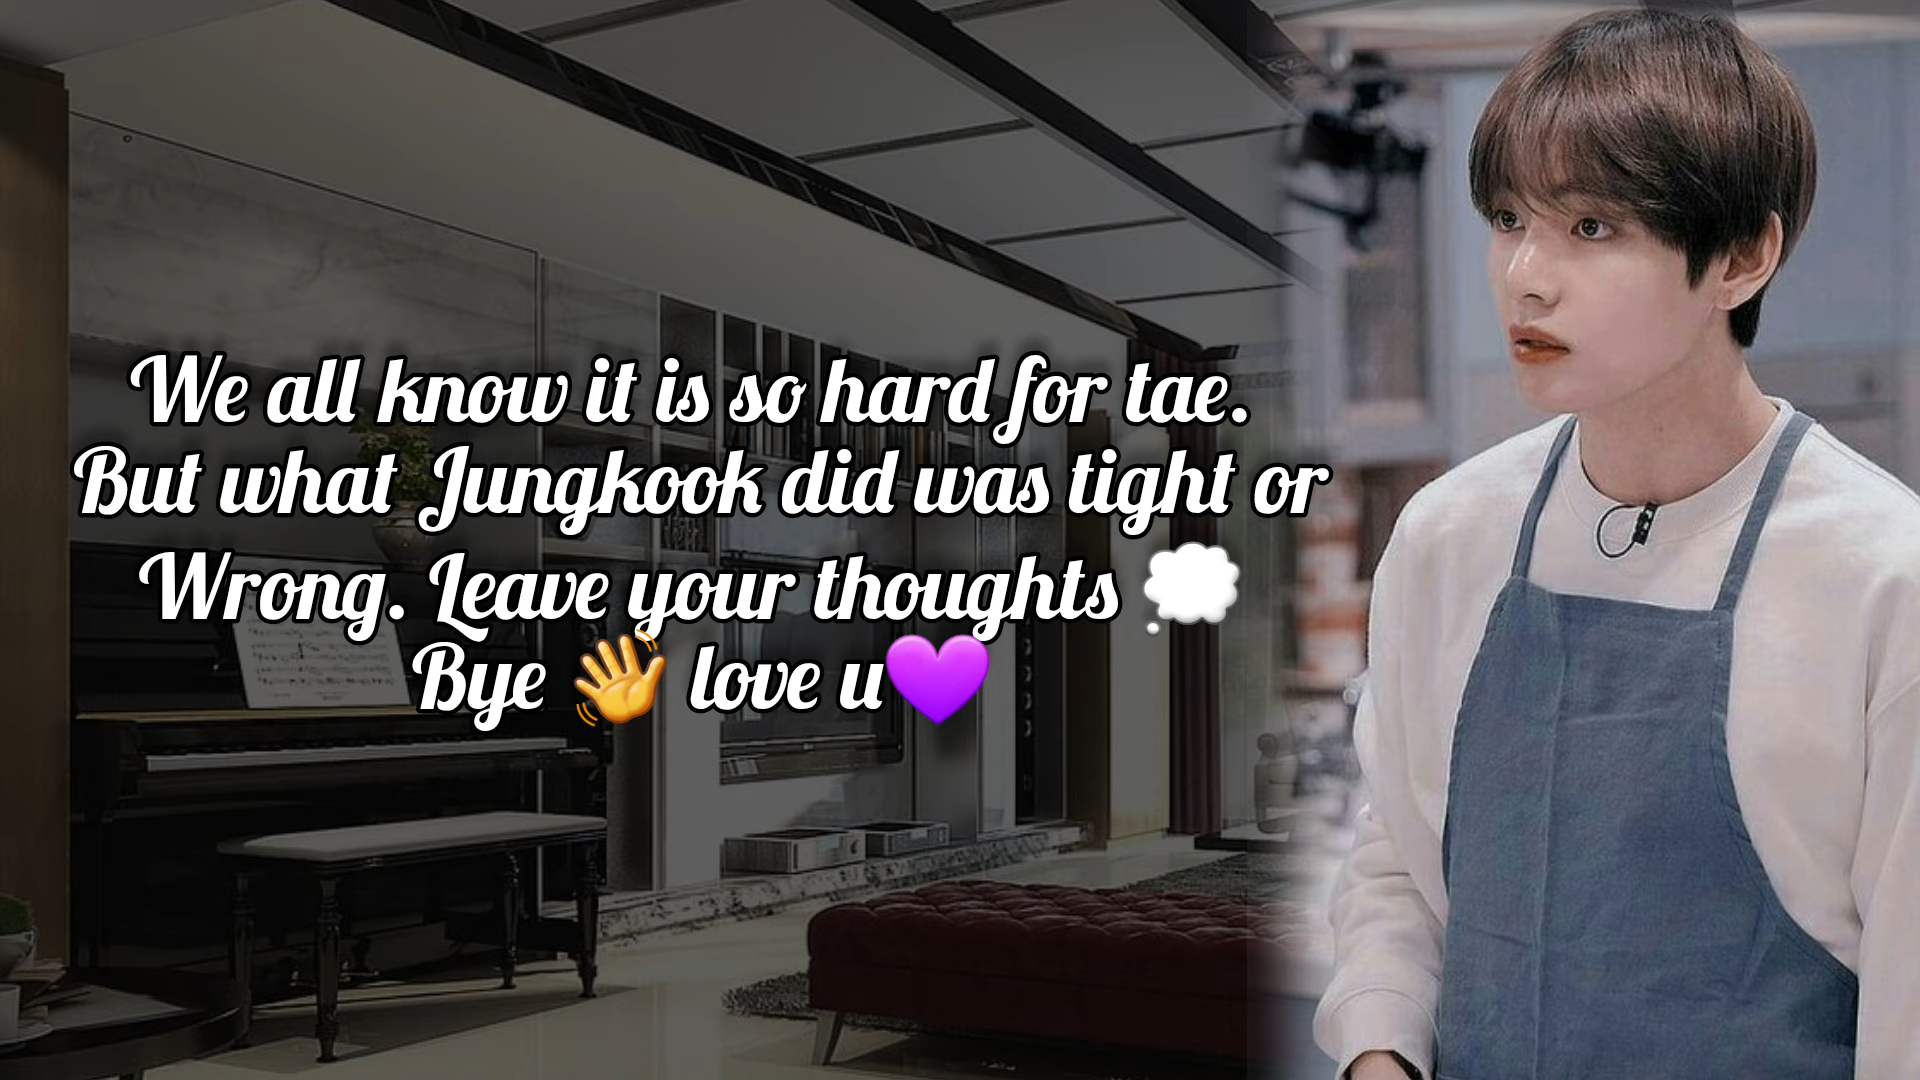 We all know it is so hard for tae.
But what Jungkook did was tight or
Wrong. Leave your thoughts 💭
Bye 👋 love u💜